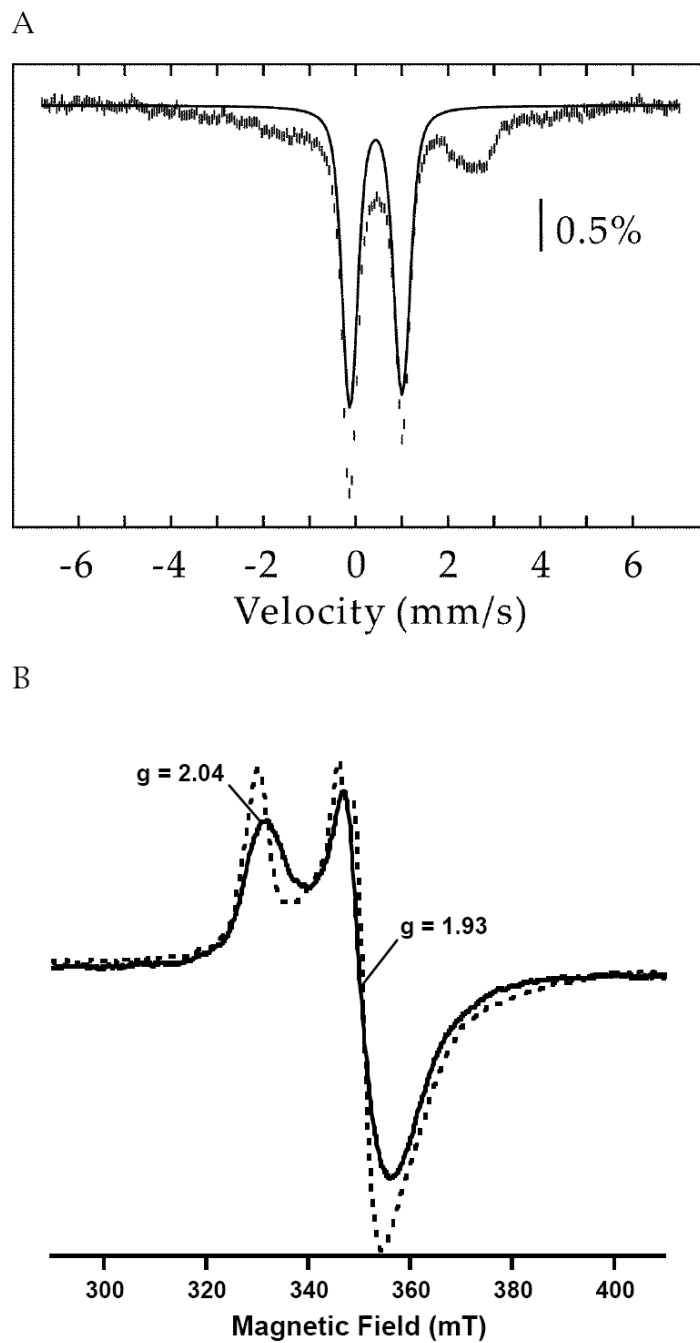 A
0.5%
-6 -4 -2 0 2 4 6
Velocity (mm/s)
B
g = 2.04
g = 1.93
300 320 340 360 380 400
Magnetic Field (mT)